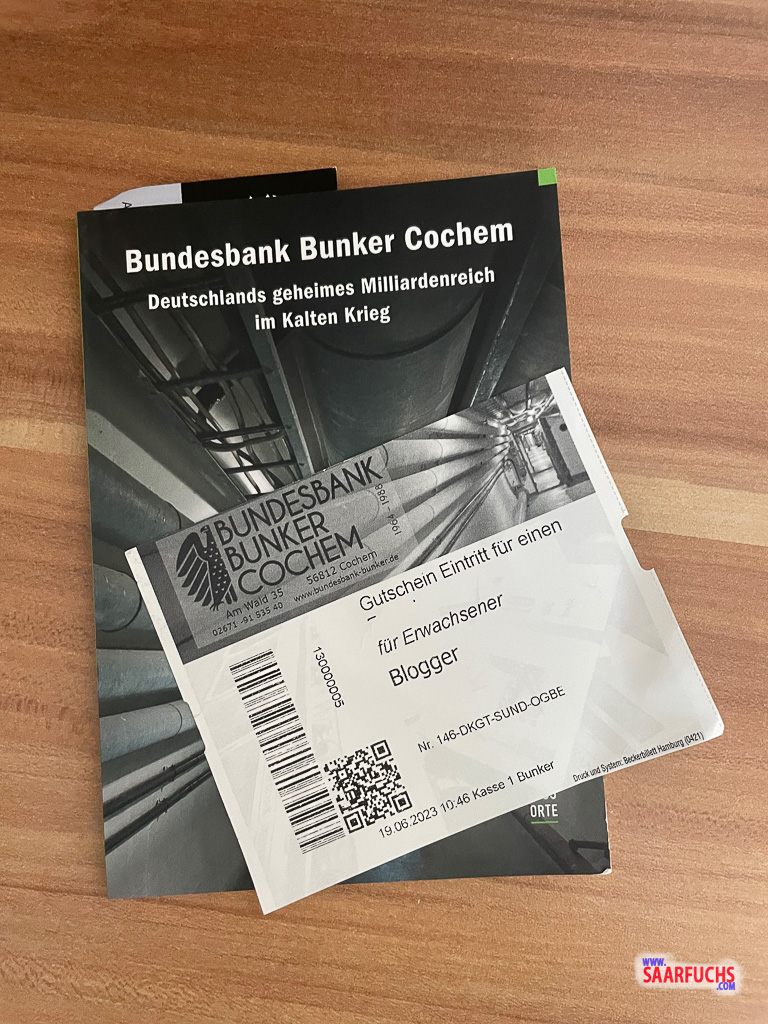 Bundesbank Bunker Cochem
Deutschlands geheimes Milliardenreich
im Kalten Krieg
BUNDESBANK
BUNKER
COCHEM
1964 - 1988
Am Wald 35
56812 Cochem
02671 -91 535 40
www.bundesbank-bunker.de
Gutschein Eintritt für einen
für Erwachsener
Blogger
130000005
Nr. 146-DKGT-SUND-OGBE
19.06.2023 10:46 Kasse 1 Bunker
Druck und System: Beckerbillett Hamburg (0421)
ORTE
WWW.
SAARFUCHS
.COM